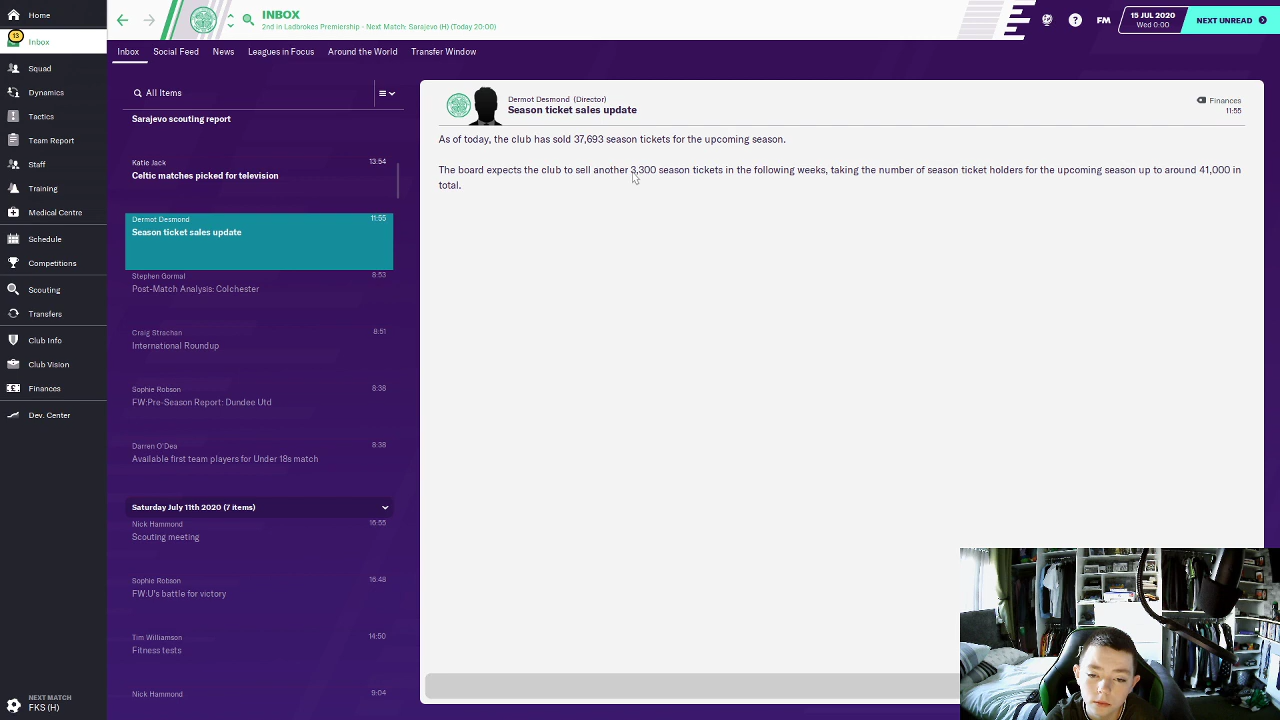 INBOX
2nd in Ladbrokes Premiership - Next Match: Sarajevo (H) (Today 20:00)
FM
15 JUL 2020
Wed 0:00
NEXT UNREAD
13
Inbox
Squad
Dynamics
Tactics
Team Report
Staff
Training
Medical Centre
Schedule
Competitions
Scouting
Transfers
Club Info
Club Vision
Finances
Dev. Center
NEXT MATCH
FKS (H)
Inbox
Social Feed
News
Leagues in Focus
Around the World
Transfer Window
All Items
Sarajevo scouting report
Katie Jack 13:54
Celtic matches picked for television
Dermot Desmond 11:55
Season ticket sales update
Stephen Gormal 8:53
Post-Match Analysis: Colchester
Craig Strachan 8:51
International Roundup
Sophie Robson 8:38
FW:Pre-Season Report: Dundee Utd
Darren O'Dea 8:38
Available first team players for Under 18s match
Saturday July 11th 2020 (7 items)
Nick Hammond 16:55
Scouting meeting
Sophie Robson 16:48
FW:U's battle for victory
Tim Williamson 14:50
Fitness tests
Nick Hammond 9:04
Dermot Desmond (Director)
Season ticket sales update
Finances
11:55
As of today, the club has sold 37,693 season tickets for the upcoming season.
The board expects the club to sell another 3,300 season tickets in the following weeks, taking the number of season ticket holders for the upcoming season up to around 41,000 in
total.